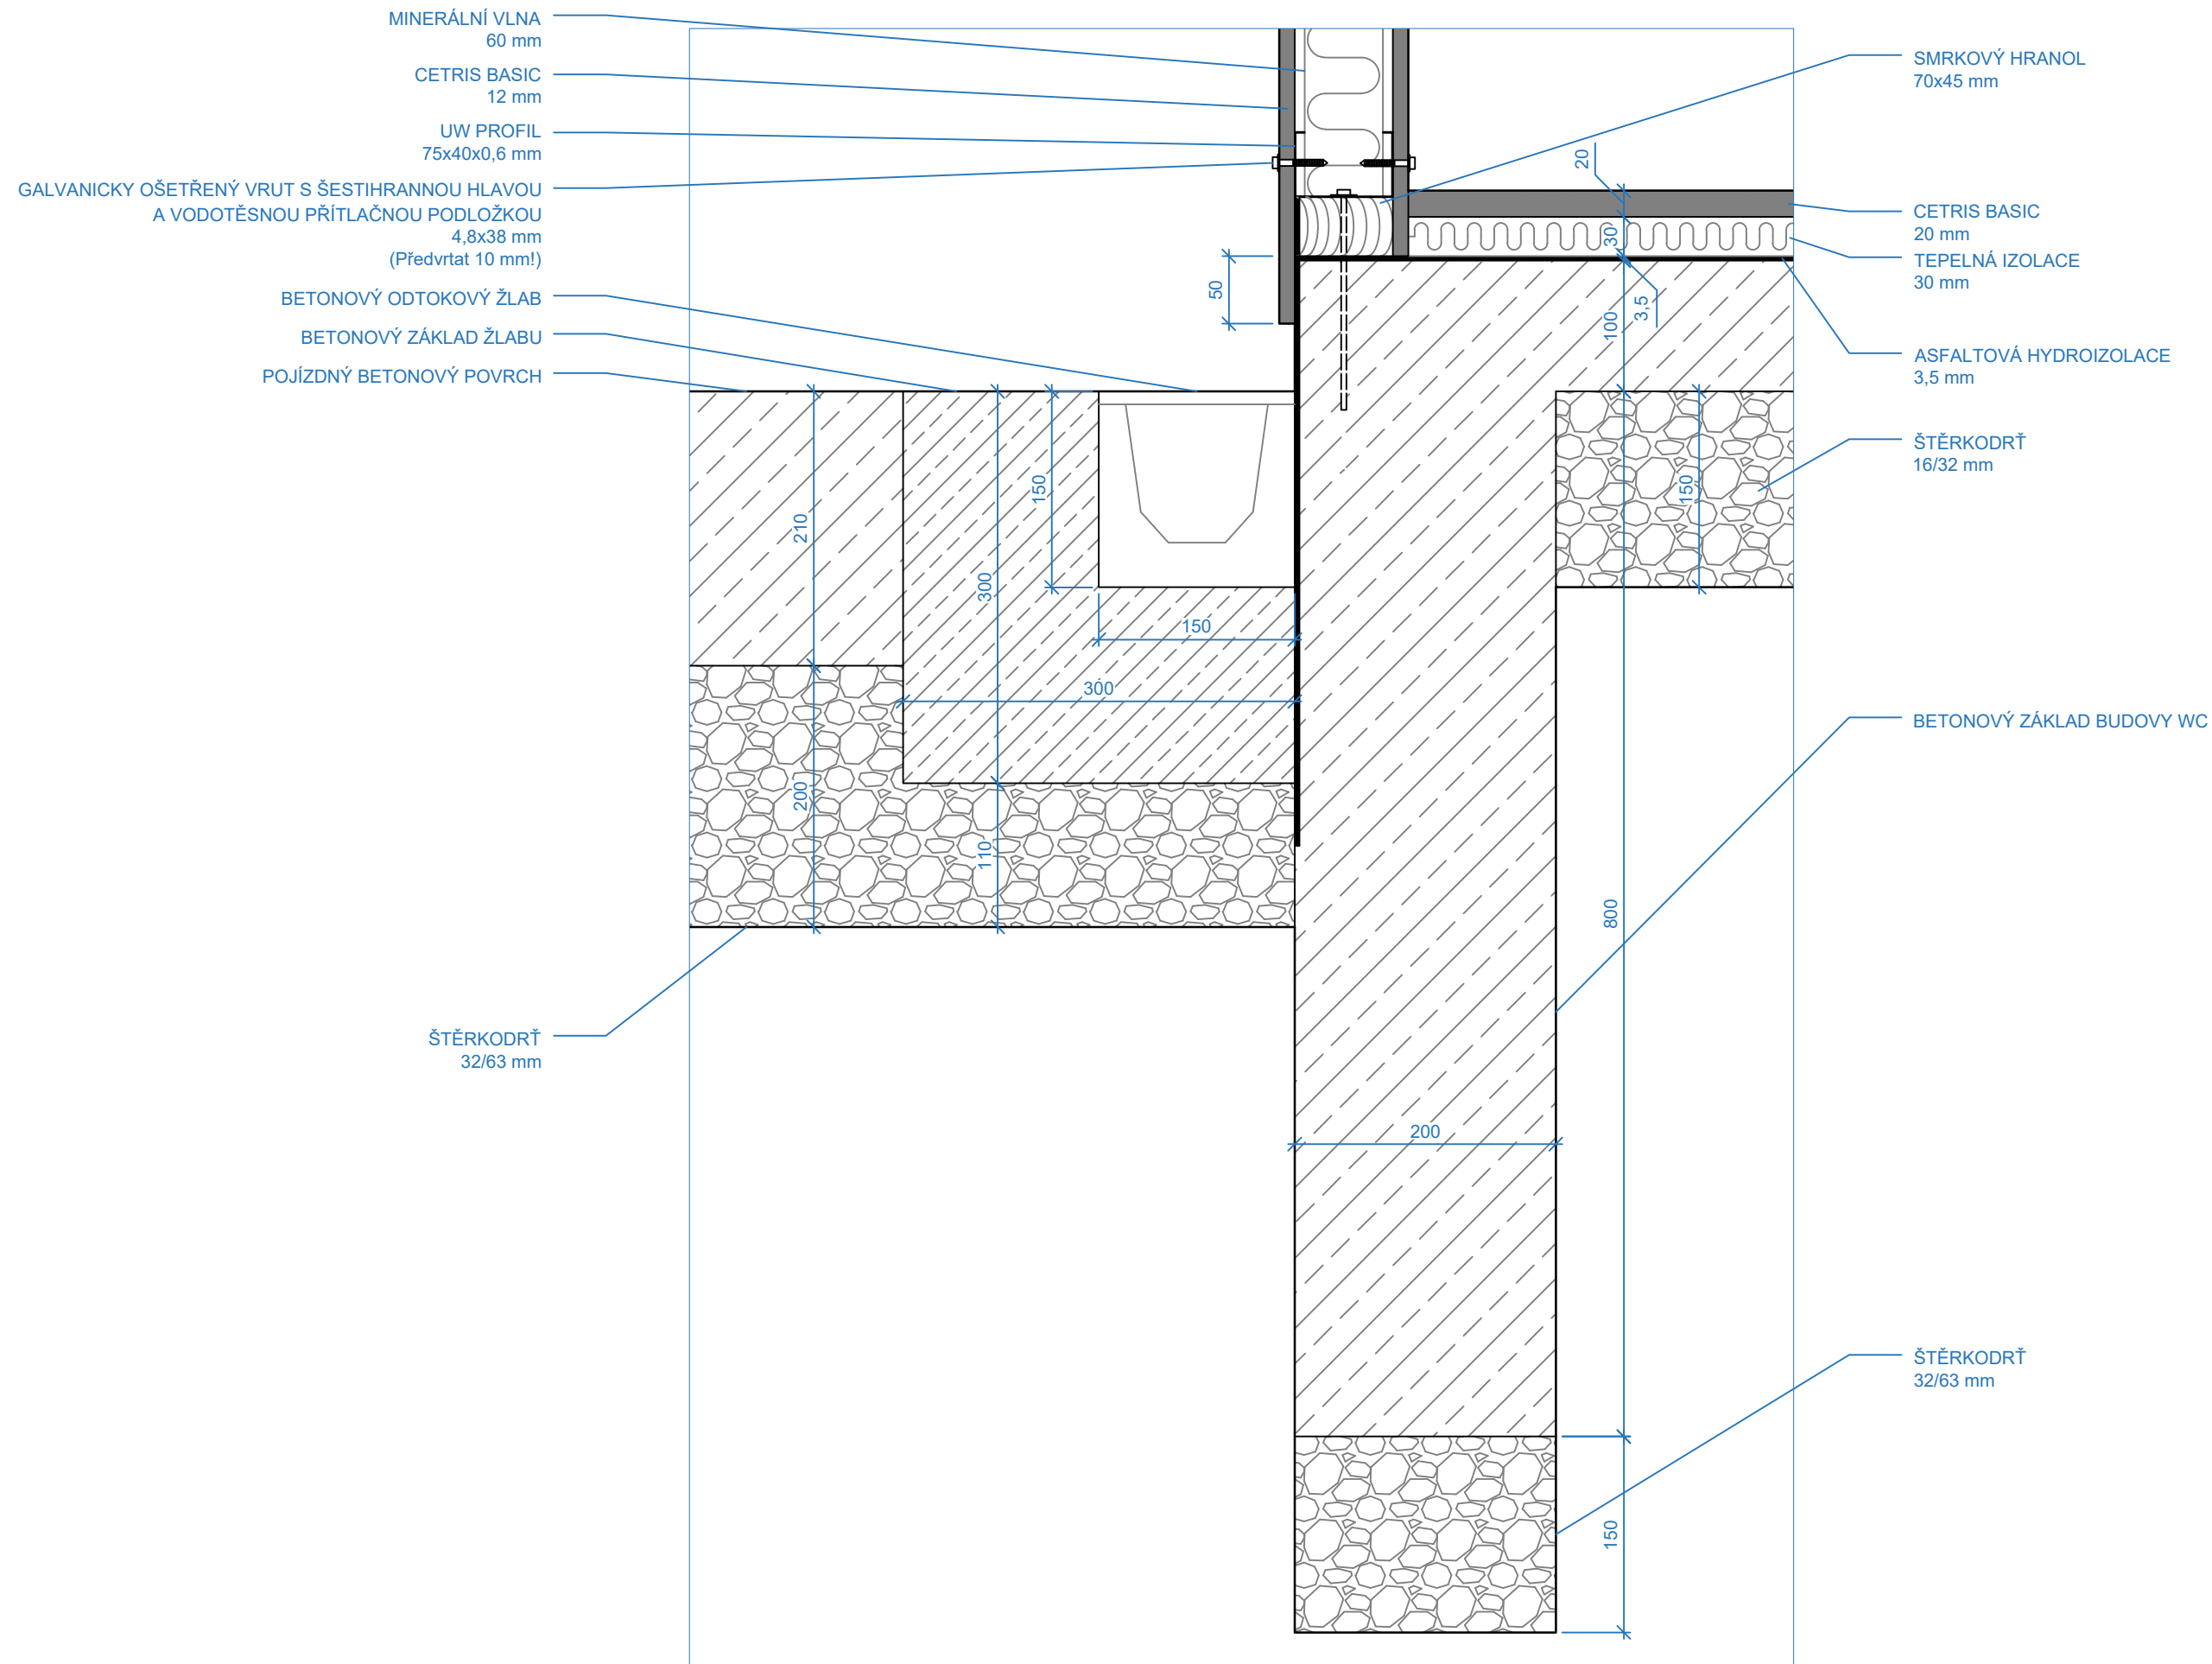 MINERÁLNÍ VLNA
60 mm
CETRIS BASIC
12 mm
UW PROFIL
75x40x0,6 mm
GALVANICKY OŠETŘENÝ VRUT S ŠESTIHRANNOU HLAVOU
A VODOTĚSNOU PŘÍTLAČNOU PODLOŽKOU
4,8x38 mm
(Předvrtat 10 mm!)
BETONOVÝ ODTOKOVÝ ŽLAB
BETONOVÝ ZÁKLAD ŽLABU
POJÍZDNÝ BETONOVÝ POVRCH
ŠTĚRKODRŤ
32/63 mm
50
210
200
300
110
150
150
300
200
20
30
3,5
100
150
800
150
SMRKOVÝ HRANOL
70x45 mm
CETRIS BASIC
20 mm
TEPELNÁ IZOLACE
30 mm
ASFALTOVÁ HYDROIZOLACE
3,5 mm
ŠTĚRKODRŤ
16/32 mm
BETONOVÝ ZÁKLAD BUDOVY WC
ŠTĚRKODRŤ
32/63 mm